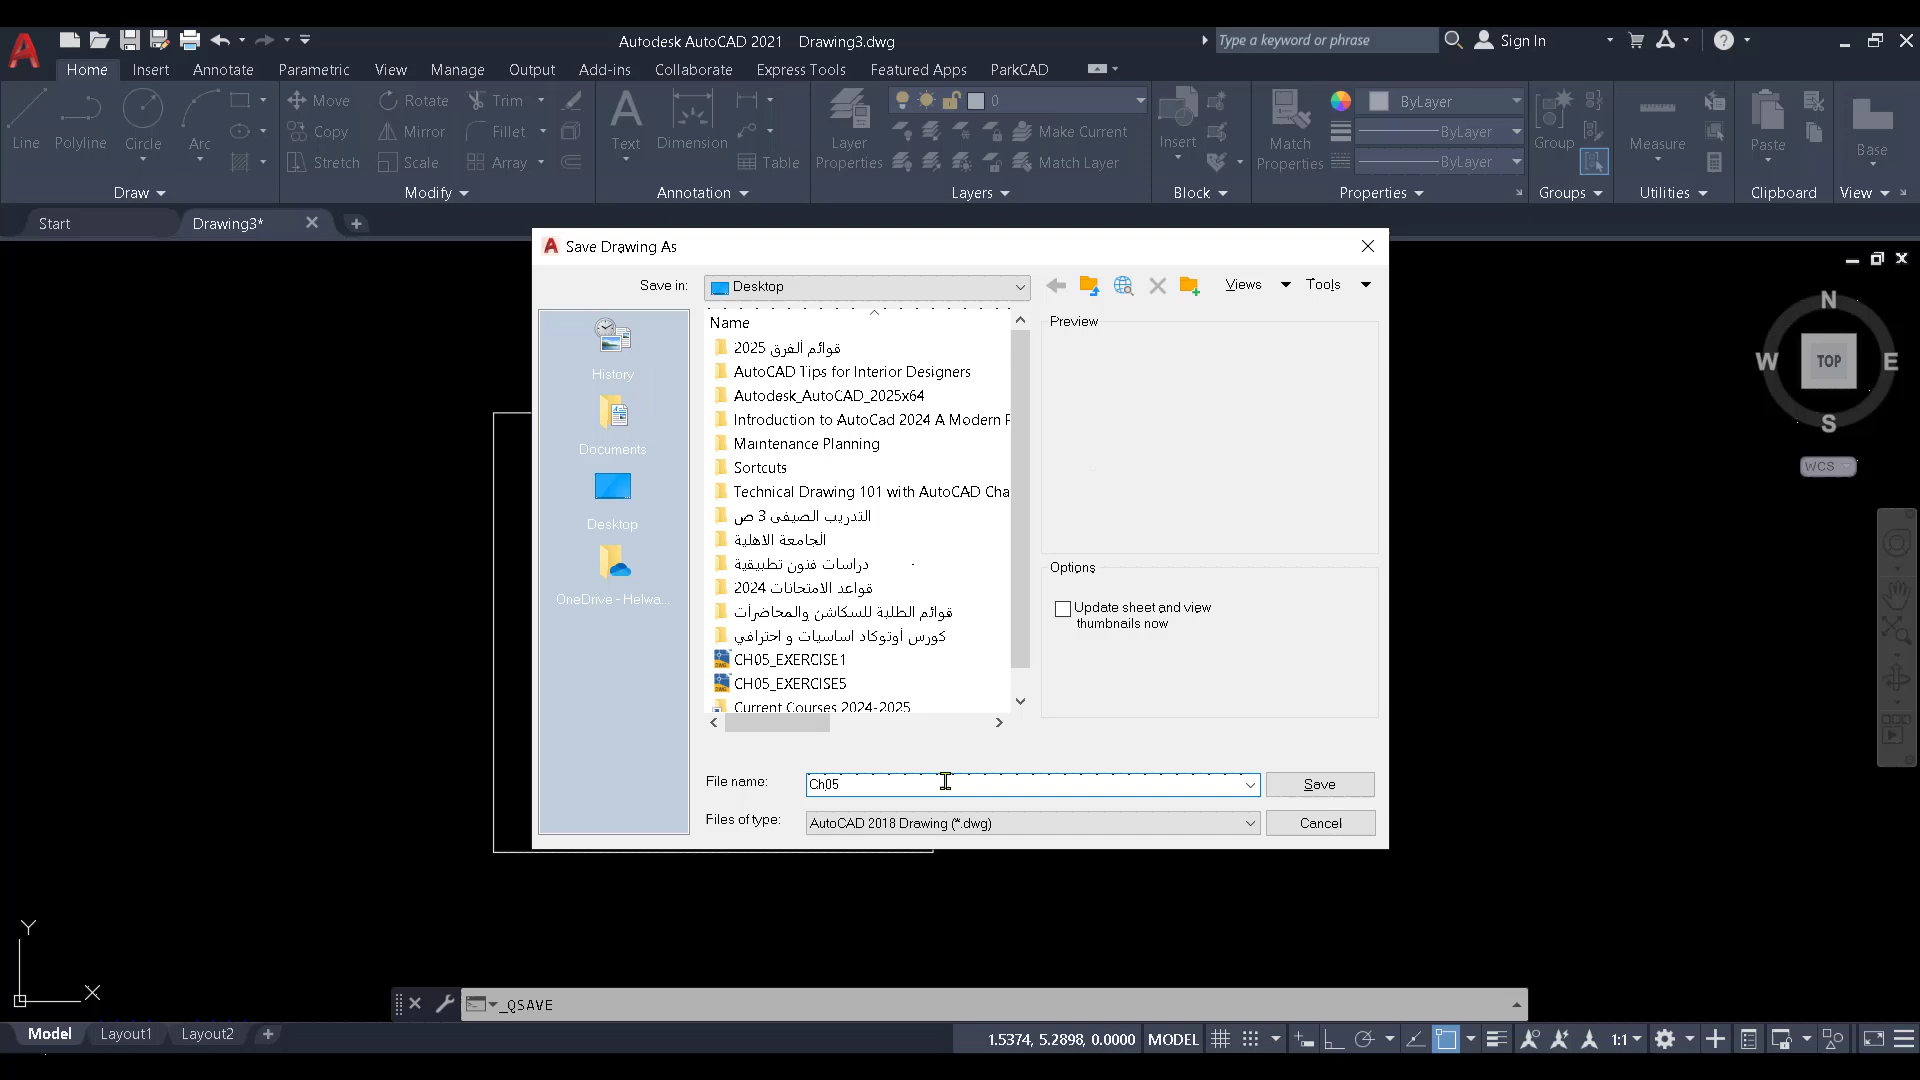 Autodesk AutoCAD 2021 Drawing3.dwg
Type a keyword or phrase
Sign In
Home Insert Annotate Parametric View Manage Output Add-ins Collaborate Express Tools Featured Apps ParkCAD
Line Polyline Circle Arc
Move Rotate Trim
Copy Mirror Fillet
Stretch Scale Array
Text Dimension Table
Layer Properties
0
Make Current
Match Layer
Insert
Match Properties
ByLayer
ByLayer
ByLayer
Group Measure Paste Base
Draw Modify Annotation Layers Block Properties Groups Utilities Clipboard View
Start Drawing3*
Save Drawing As
Save in: Desktop Views Tools
History
Documents
Desktop
OneDrive - Helwa...
Name
قوائم الفرق 2025
AutoCAD Tips for Interior Designers
Autodesk_AutoCAD_2025x64
Introduction to AutoCad 2024 A Modern P
Maintenance Planning
Sortcuts
Technical Drawing 101 with AutoCAD Cha
التدريب الصيفى 3 ص
الجامعة الاهلية
دراسات فنون تطبيقية
قواعد الامتحانات 2024
قوائم الطلبة للسكاشن والمحاضرات
كورس أوتوكاد اساسيات و احترافي
CH05_EXERCISE1
CH05_EXERCISE5
Current Courses 2024-2025
Preview
Options
Update sheet and view
thumbnails now
File name: Ch05 Save
Files of type: AutoCAD 2018 Drawing (*.dwg) Cancel
N
W TOP E
S
WCS
Y
X
_QSAVE
Model Layout1 Layout2
1.5374, 5.2898, 0.0000 MODEL 1:1